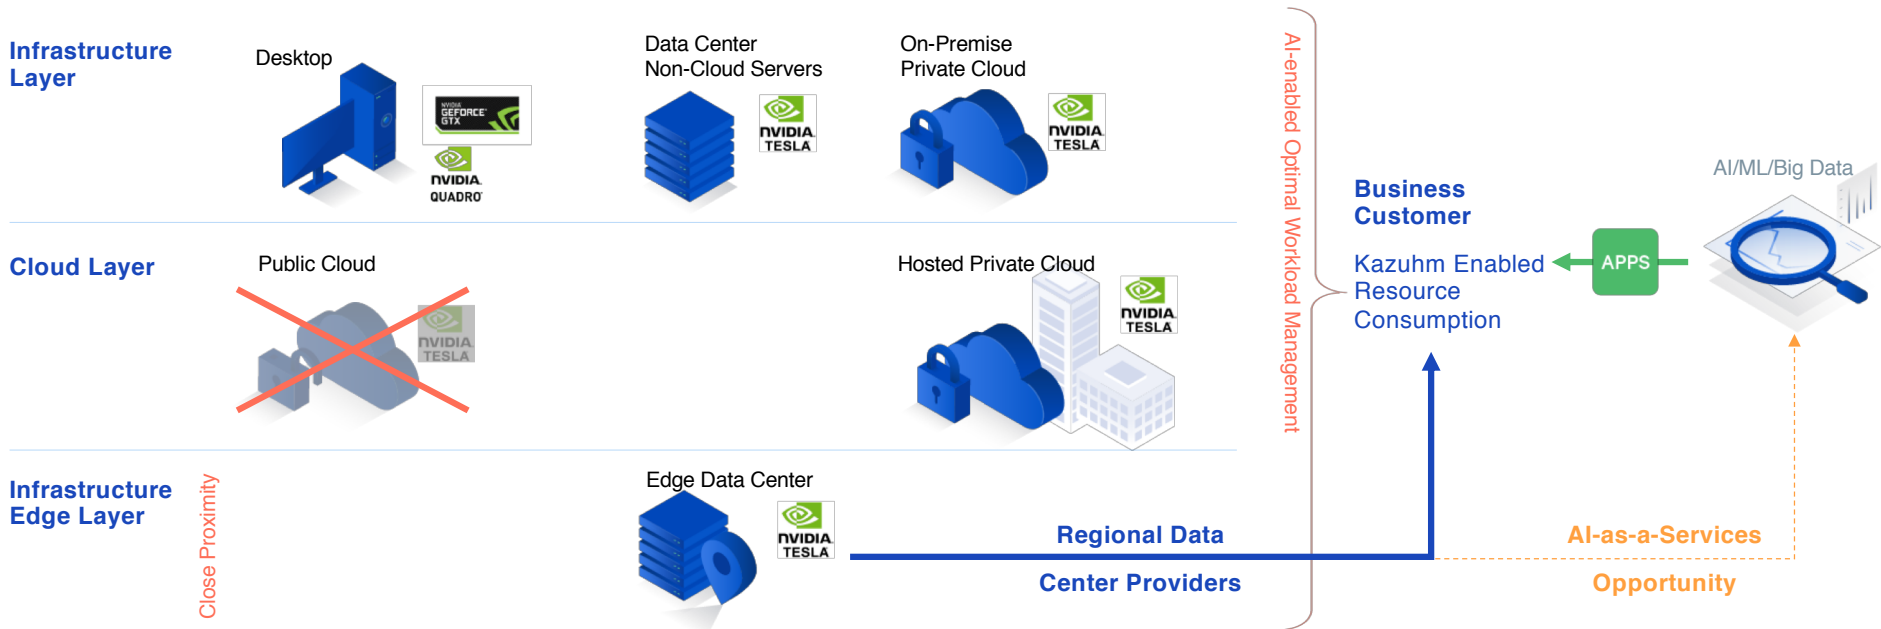 Infrastructure
Layer
Desktop
NVIDIA
GEFORCE
GTX
NVIDIA.
QUADRO
Data Center
Non-Cloud Servers
NVIDIA.
TESLA
On-Premise
Private Cloud
NVIDIA.
TESLA
Cloud Layer
Public Cloud
NVIDIA.
TESLA
Hosted Private Cloud
NVIDIA.
TESLA
Infrastructure
Edge Layer
Close Proximity
Edge Data Center
NVIDIA.
TESLA
Regional Data
Center Providers
AI-enabled Optimal Workload Management
Business
Customer
Kazuhm Enabled
Resource
Consumption
APPS
AI/ML/Big Data
AI-as-a-Services
Opportunity